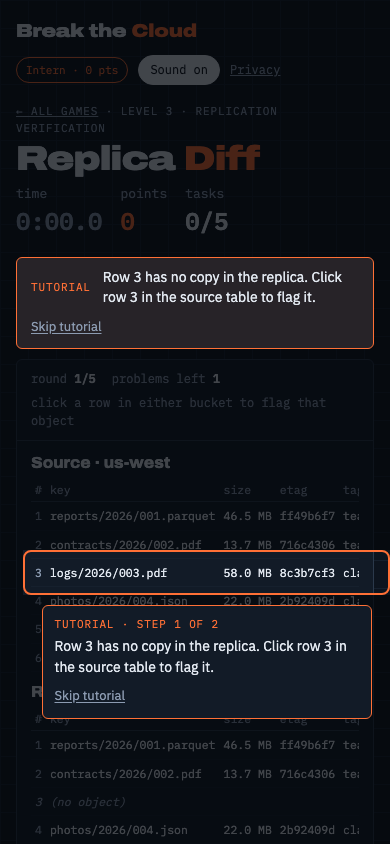 Break the Cloud
Intern · 0 pts Sound on Privacy
← ALL GAMES · LEVEL 3 · REPLICATION
VERIFICATION
Replica Diff
time points tasks
0:00.0 0 0/5
TUTORIAL Row 3 has no copy in the replica. Click
row 3 in the source table to flag it.
Skip tutorial
round 1/5 problems left 1
click a row in either bucket to flag that
object
Source · us-west
# key size etag
1 reports/2026/001.parquet 46.5 MB ff49b6f7
2 contracts/2026/002.pdf 13.7 MB 716c4306
3 logs/2026/003.pdf 58.0 MB 8c3b7cf3
4 photos/2026/004.json 22.0 MB 2b92409d
5
TUTORIAL · STEP 1 OF 2
Row 3 has no copy in the replica. Click row 3 in
the source table to flag it.
Skip tutorial
# key size etag
1 reports/2026/001.parquet 46.5 MB ff49b6f7
2 contracts/2026/002.pdf 13.7 MB 716c4306
3 (no object)
4 photos/2026/004.json 22.0 MB 2b92409d